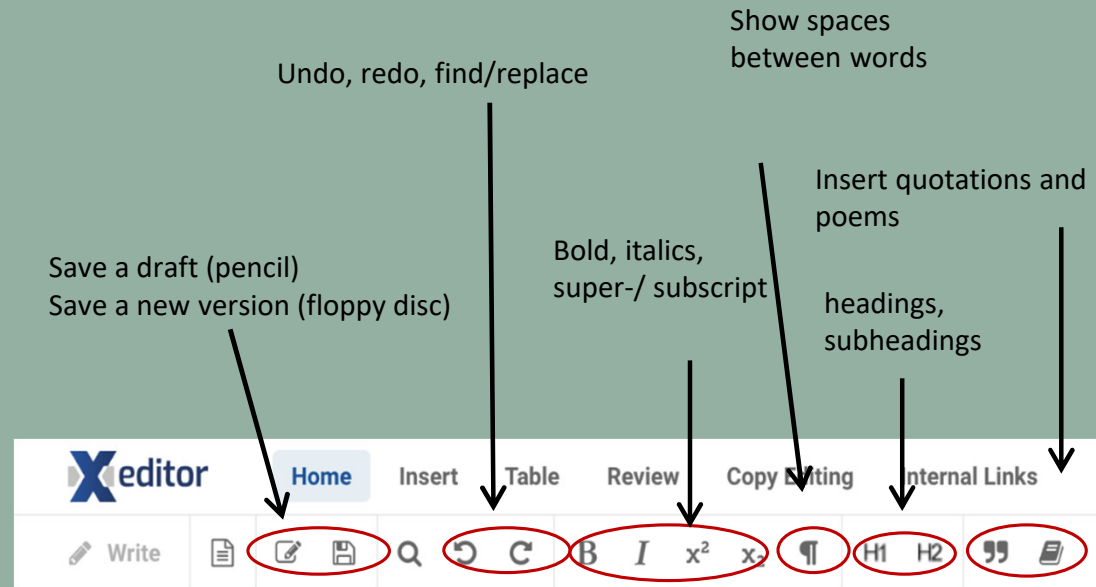 Show spaces
between words
Undo, redo, find/replace
Insert quotations and
poems
Bold, italics,
super-/ subscript
Save a draft (pencil)
Save a new version (floppy disc)
headings,
subheadings
Xeditor Home Insert Table Review Copy Editing Internal Links
Write B I x² x₂ ¶ H1 H2 ❞